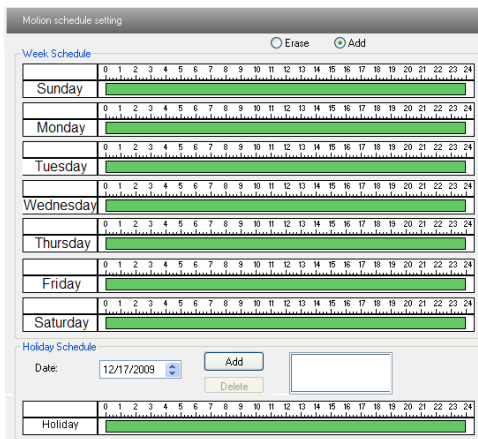 Motion schedule setting
Erase Add
Week Schedule
0 1 2 3 4 5 6 7 8 9 10 11 12 13 14 15 16 17 18 19 20 21 22 23 24
Sunday
0 1 2 3 4 5 6 7 8 9 10 11 12 13 14 15 16 17 18 19 20 21 22 23 24
Monday
0 1 2 3 4 5 6 7 8 9 10 11 12 13 14 15 16 17 18 19 20 21 22 23 24
Tuesday
0 1 2 3 4 5 6 7 8 9 10 11 12 13 14 15 16 17 18 19 20 21 22 23 24
Wednesday
0 1 2 3 4 5 6 7 8 9 10 11 12 13 14 15 16 17 18 19 20 21 22 23 24
Thursday
0 1 2 3 4 5 6 7 8 9 10 11 12 13 14 15 16 17 18 19 20 21 22 23 24
Friday
0 1 2 3 4 5 6 7 8 9 10 11 12 13 14 15 16 17 18 19 20 21 22 23 24
Saturday
Holiday Schedule
Date: 12/17/2009 Add
Delete
0 1 2 3 4 5 6 7 8 9 10 11 12 13 14 15 16 17 18 19 20 21 22 23 24
Holiday